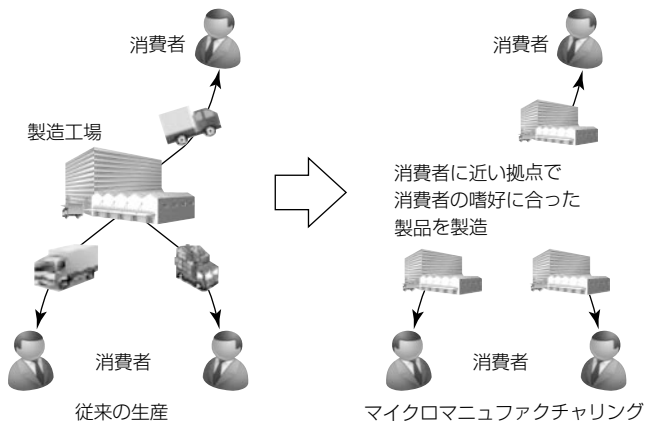 消費者
製造工場
消費者
従来の生産
消費者
消費者に近い拠点で
消費者の嗜好に合った
製品を製造
消費者
マイクロマニュファクチャリング